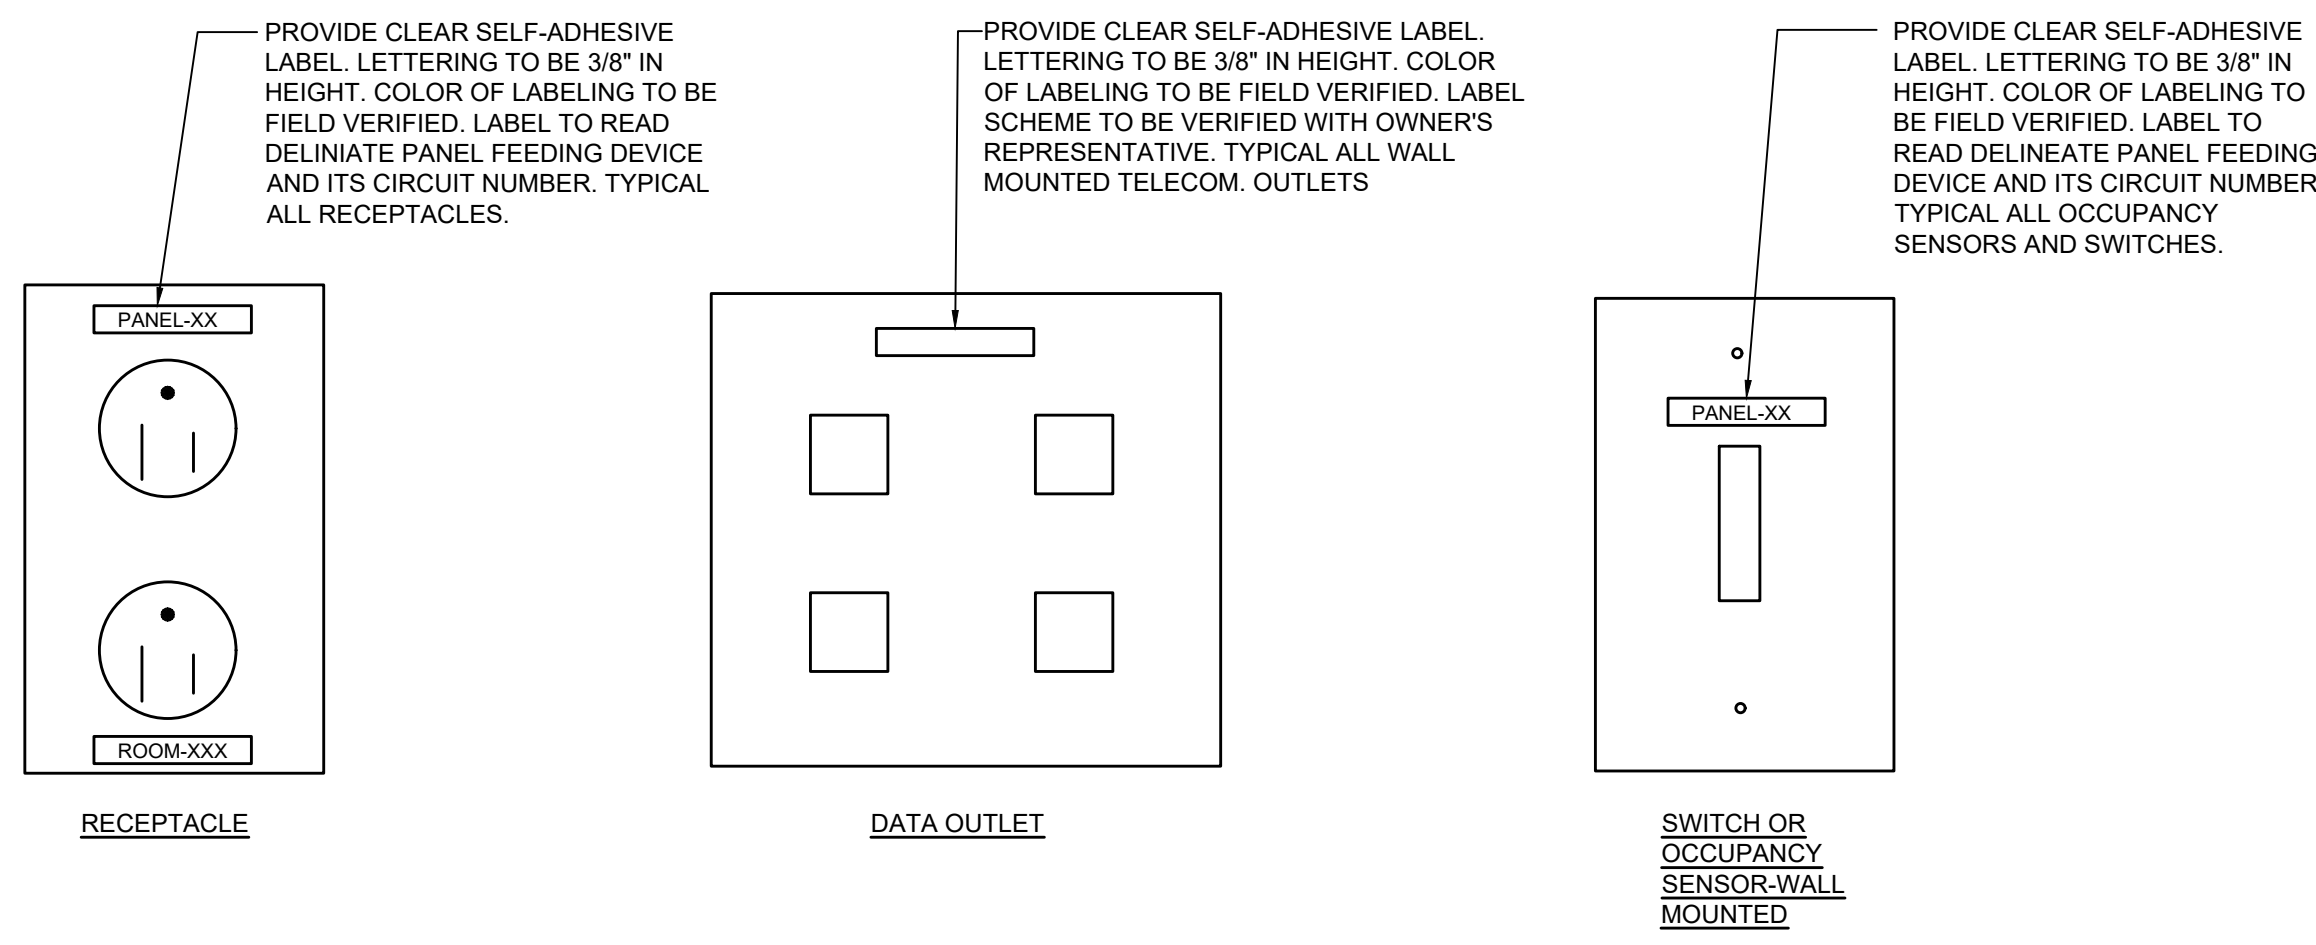 PROVIDE CLEAR SELF-ADHESIVE
LABEL. LETTERING TO BE 3/8" IN
HEIGHT. COLOR OF LABELING TO BE
FIELD VERIFIED. LABEL TO READ
DELINIATE PANEL FEEDING DEVICE
AND ITS CIRCUIT NUMBER. TYPICAL
ALL RECEPTACLES.
PROVIDE CLEAR SELF-ADHESIVE LABEL.
LETTERING TO BE 3/8" IN HEIGHT. COLOR
OF LABELING TO BE FIELD VERIFIED. LABEL
SCHEME TO BE VERIFIED WITH OWNER'S
REPRESENTATIVE. TYPICAL ALL WALL
MOUNTED TELECOM. OUTLETS
PROVIDE CLEAR SELF-ADHESIVE
LABEL. LETTERING TO BE 3/8" IN
HEIGHT. COLOR OF LABELING TO
BE FIELD VERIFIED. LABEL TO
READ DELINEATE PANEL FEEDING
DEVICE AND ITS CIRCUIT NUMBER
TYPICAL ALL OCCUPANCY
SENSORS AND SWITCHES.
PANEL-XX
ROOM-XXX
RECEPTACLE
DATA OUTLET
PANEL-XX
SWITCH OR
OCCUPANCY
SENSOR-WALL
MOUNTED